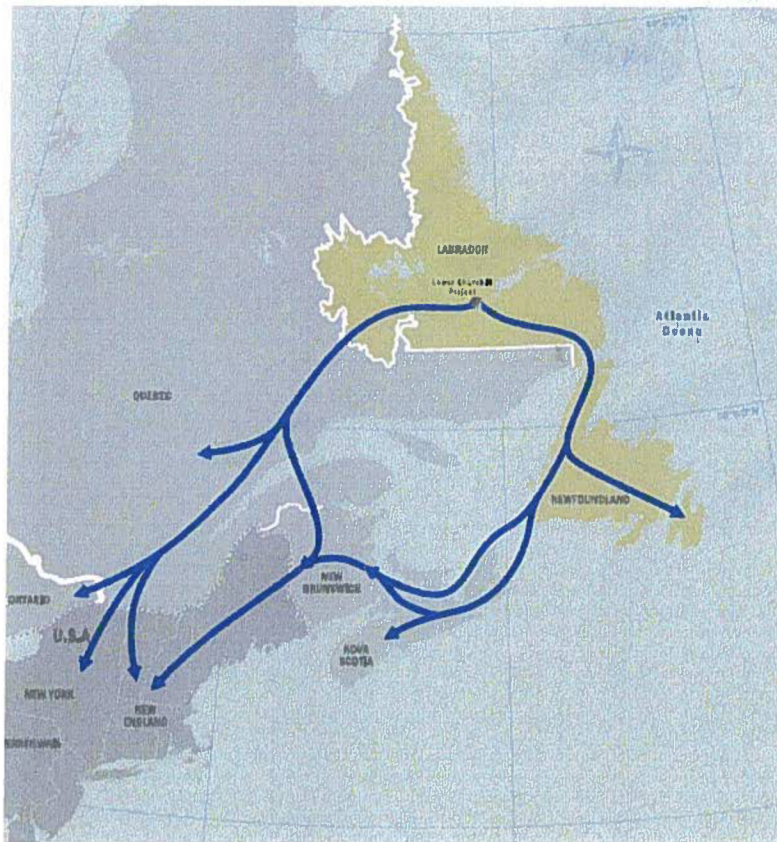 LABRADOR
Lower Churchill
Project
Atlantic
Ocean
QUEBEC
NEWFOUNDLAND
NEW
BRUNSWICK
ONTARIO
U.S.A
NOVA
SCOTIA
NEW YORK
NEW
ENGLAND